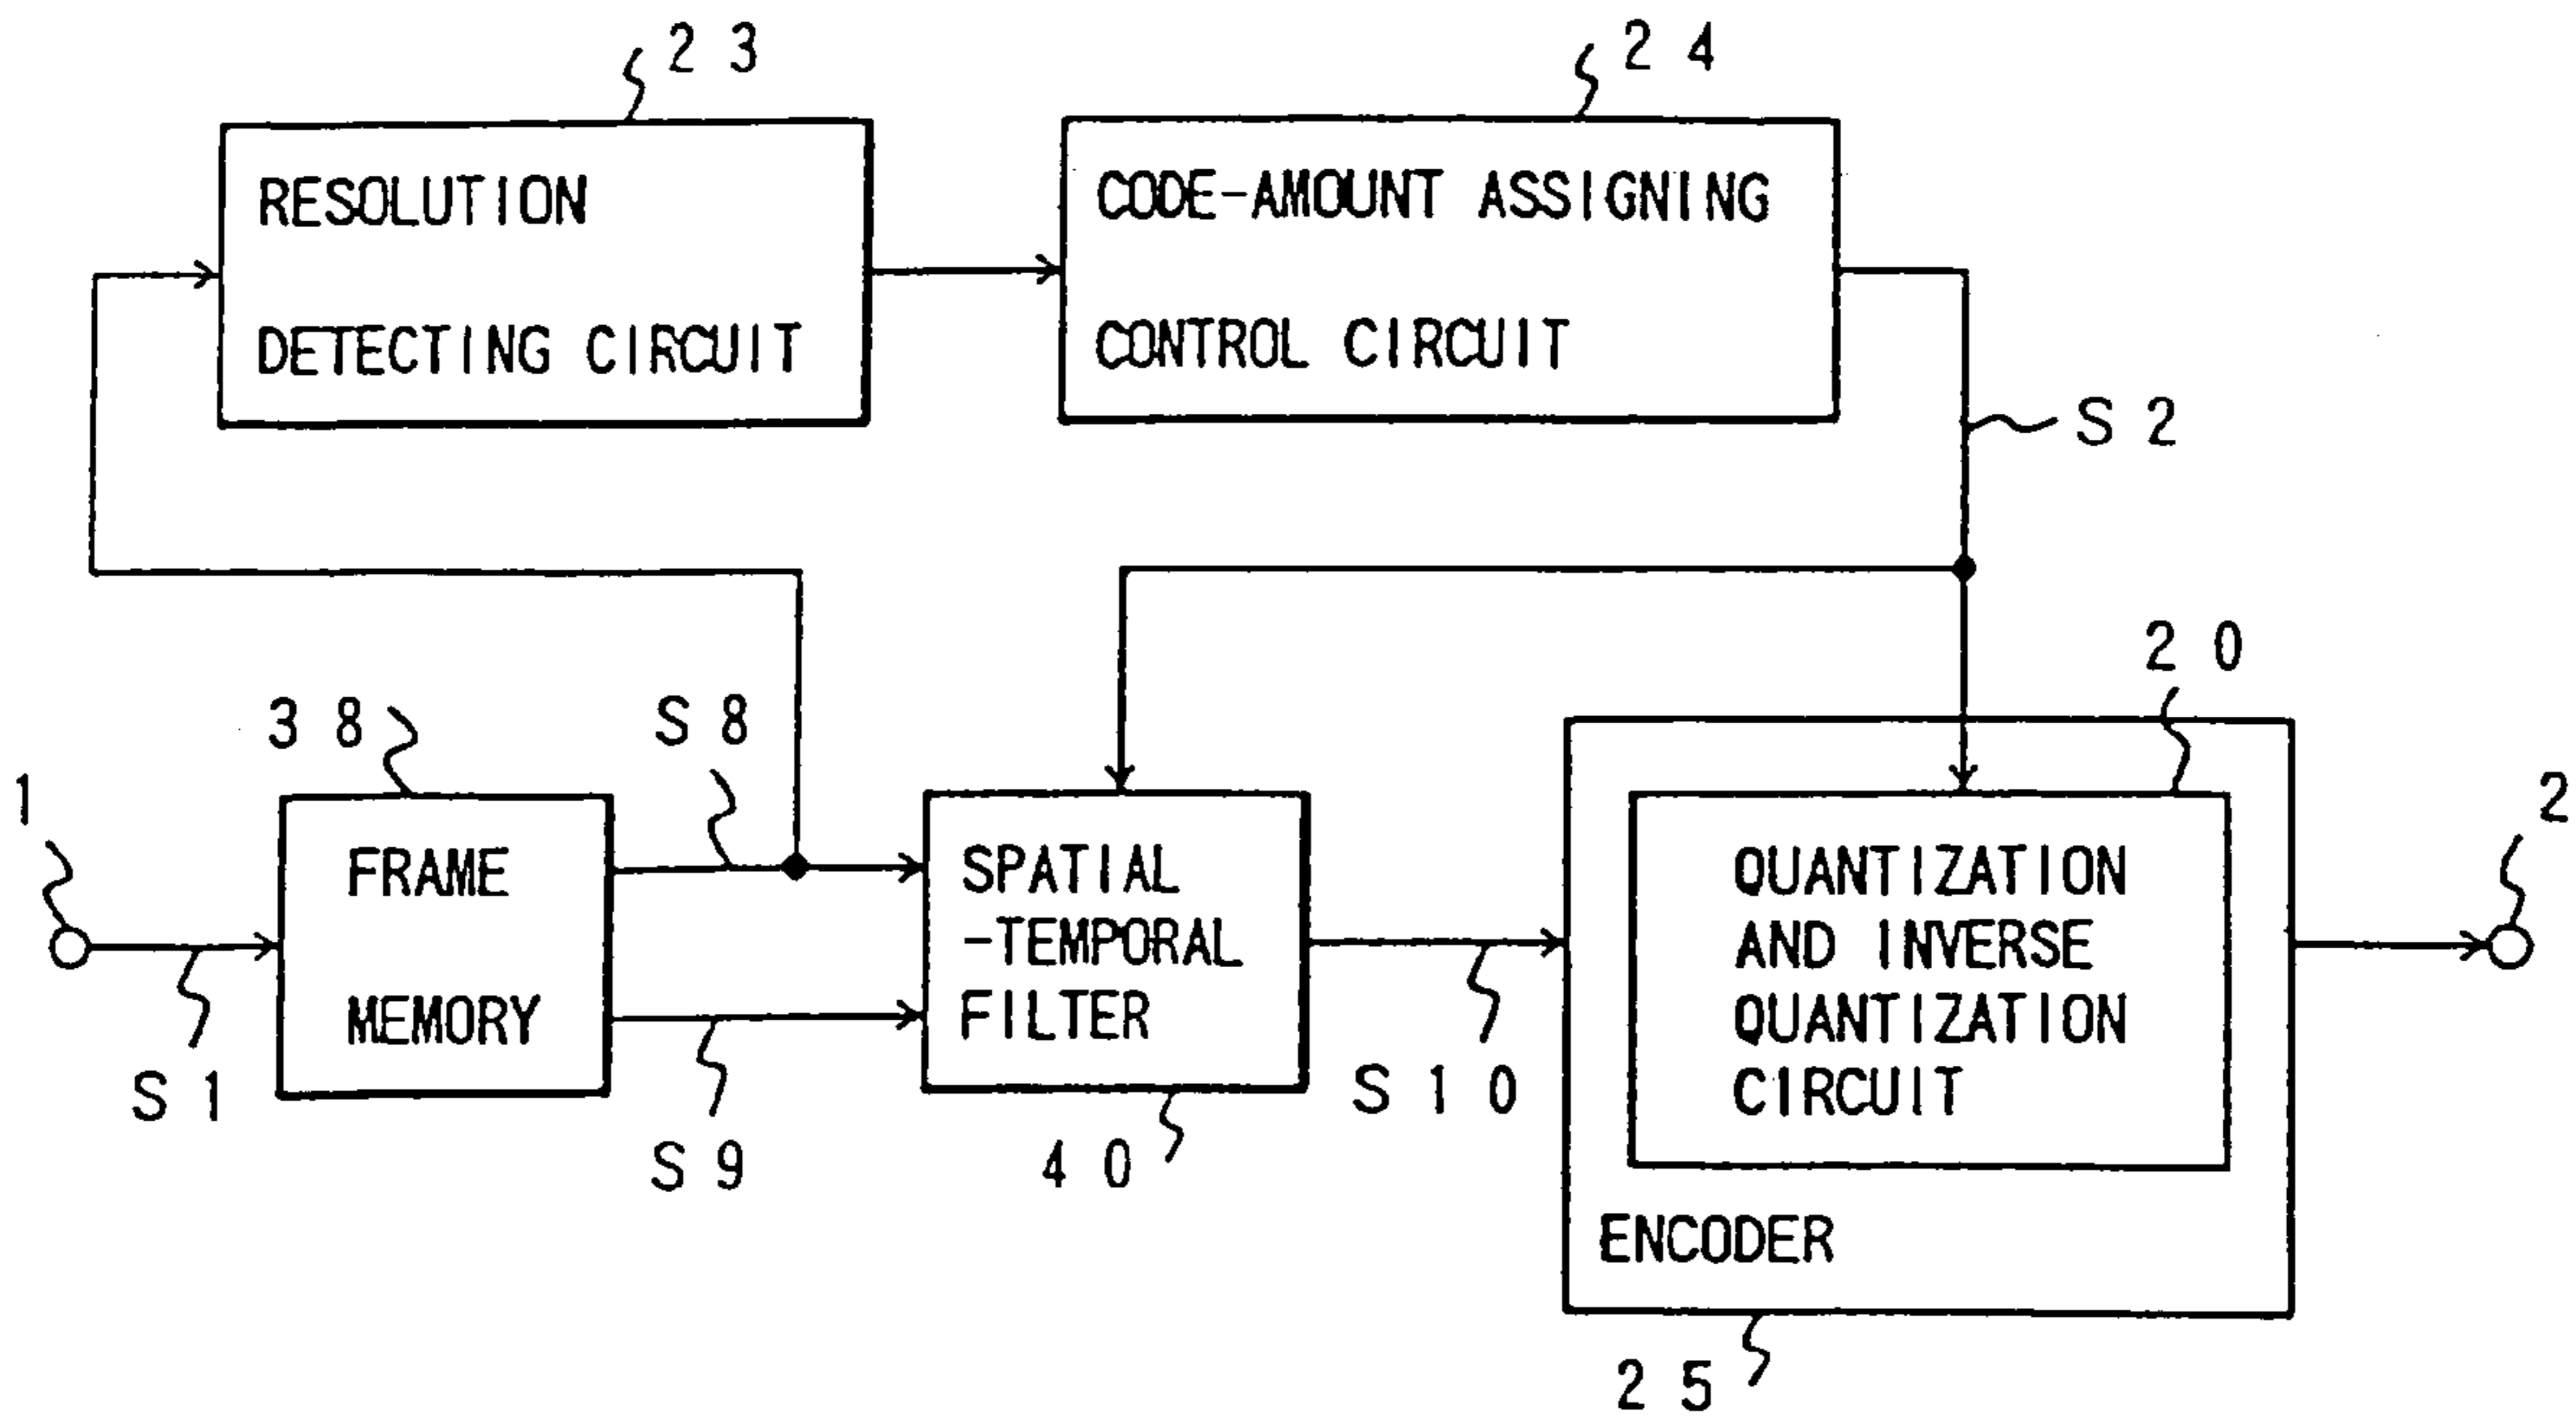 23
24
RESOLUTION
DETECTING CIRCUIT
CODE-AMOUNT ASSIGNING
CONTROL CIRCUIT
S2
20
38
S8
1
2
FRAME
MEMORY
SPATIAL
-TEMPORAL
FILTER
QUANTIZATION
AND INVERSE
QUANTIZATION
CIRCUIT
S1
S9
40
S10
ENCODER
25